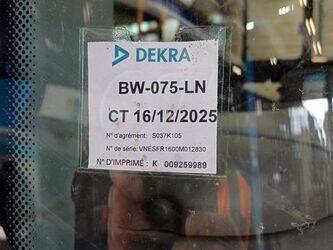 DEKRA
BW-075-LN
CT 16/12/2025
N° d'agrément: S037K105
N° de série: VNESFR1600M012830
N° D'IMPRIMÉ : K 009259989